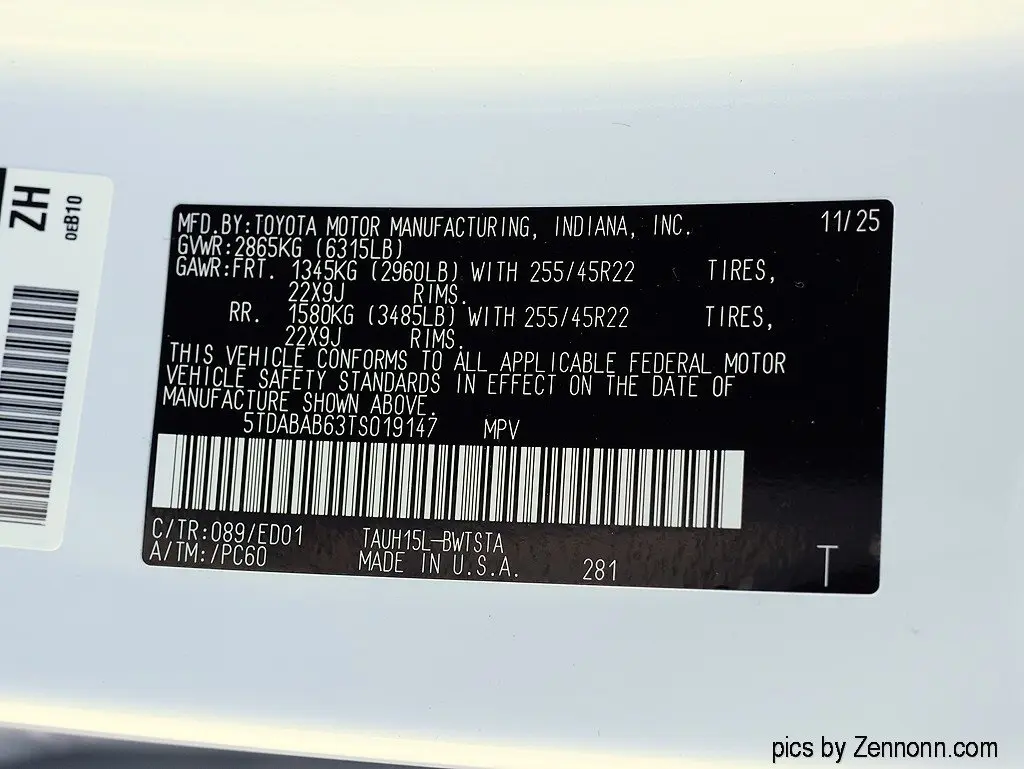 ZH
0EB10
MFD.BY:TOYOTA MOTOR MANUFACTURING, INDIANA, INC. 11/25
GVWR:2865KG (6315LB)
GAWR:FRT. 1345KG (2960LB) WITH 255/45R22 TIRES,
22X9J RIMS.
RR. 1580KG (3485LB) WITH 255/45R22 TIRES,
22X9J RIMS.
THIS VEHICLE CONFORMS TO ALL APPLICABLE FEDERAL MOTOR
VEHICLE SAFETY STANDARDS IN EFFECT ON THE DATE OF
MANUFACTURE SHOWN ABOVE.
5TDABAB63TS019147 MPV
C/TR:089/ED01 TAUH15L-BWTSTA
A/TM:/PC60 MADE IN U.S.A. 281 T
pics by Zennonn.com